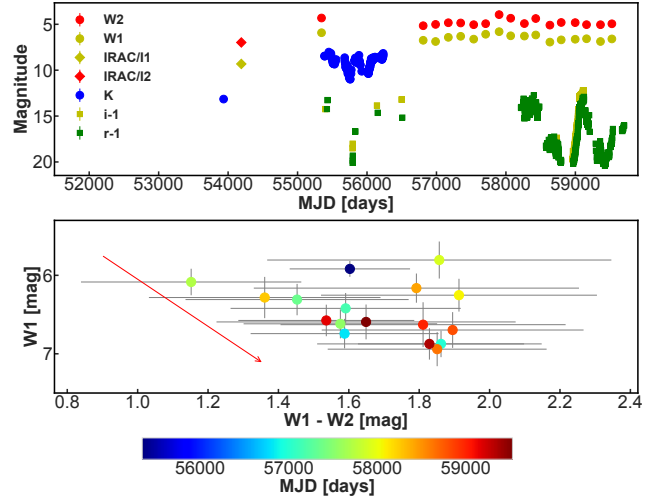 W2
W1
IRAC/I1
IRAC/I2
K
i-1
r-1
Magnitude
5
10
15
20
52000 53000 54000 55000 56000 57000 58000 59000
MJD [days]
W1 [mag]
6
7
0.8 1.0 1.2 1.4 1.6 1.8 2.0 2.2 2.4
W1 - W2 [mag]
56000 57000 58000 59000
MJD [days]